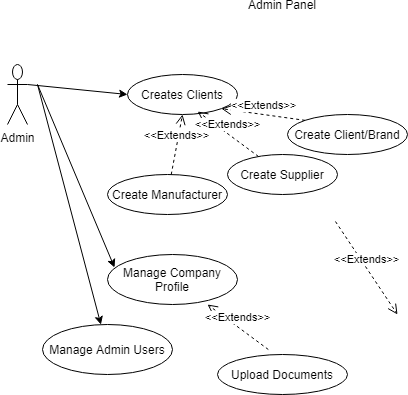 Admin Panel
Creates Clients
<<Extends>>
<<Extends>>
<<Extends>>
Admin
Create Client/Brand
Create Supplier
Create Manufacturer
<<Extends>>
Manage Company
Profile
<<Extends>>
Manage Admin Users
Upload Documents